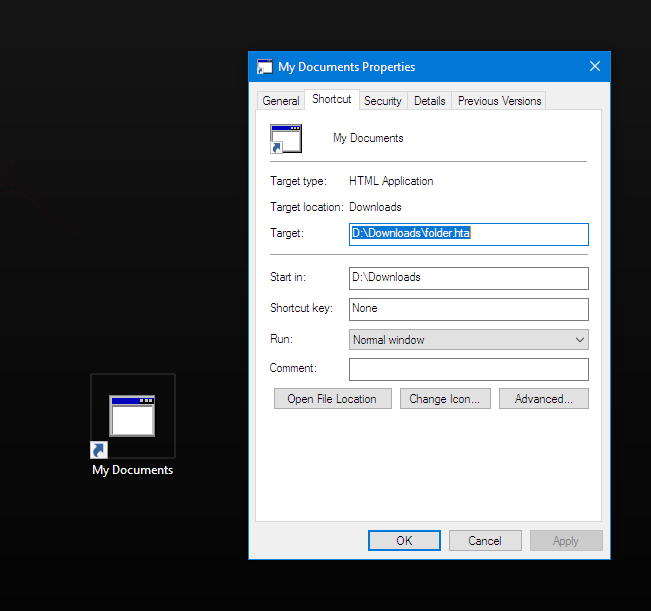 My Documents Properties
General Shortcut Security Details Previous Versions
My Documents
Target type: HTML Application
Target location: Downloads
Target: D:\Downloads\folder.hta
Start in: D:\Downloads
Shortcut key: None
Run: Normal window
Comment:
Open File Location Change Icon... Advanced...
OK Cancel Apply
My Documents